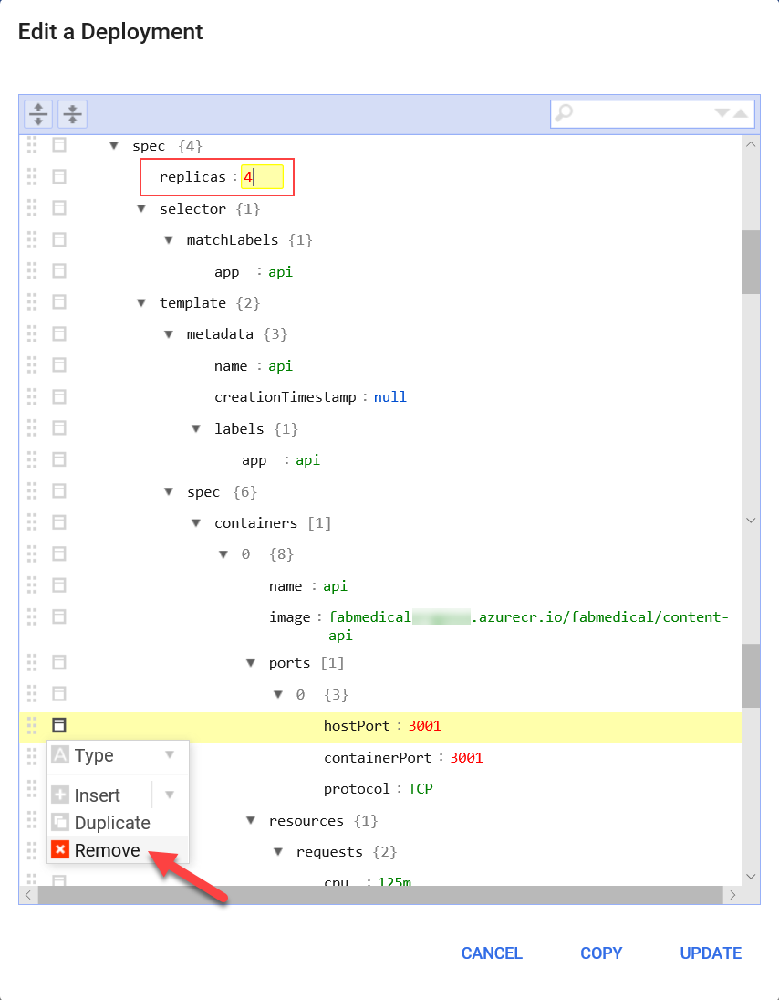 Edit a Deployment
spec {4}
replicas : 4
selector {1}
matchLabels {1}
app : api
template {2}
metadata {3}
name : api
creationTimestamp : null
labels {1}
app : api
spec {6}
containers [1]
0 {8}
name : api
image : fabmedical .azurecr.io/fabmedical/content-
api
ports [1]
0 {3}
hostPort : 3001
containerPort : 3001
protocol : TCP
resources {1}
requests {2}
cpu : 125m
Type
Insert
Duplicate
Remove
CANCEL COPY UPDATE